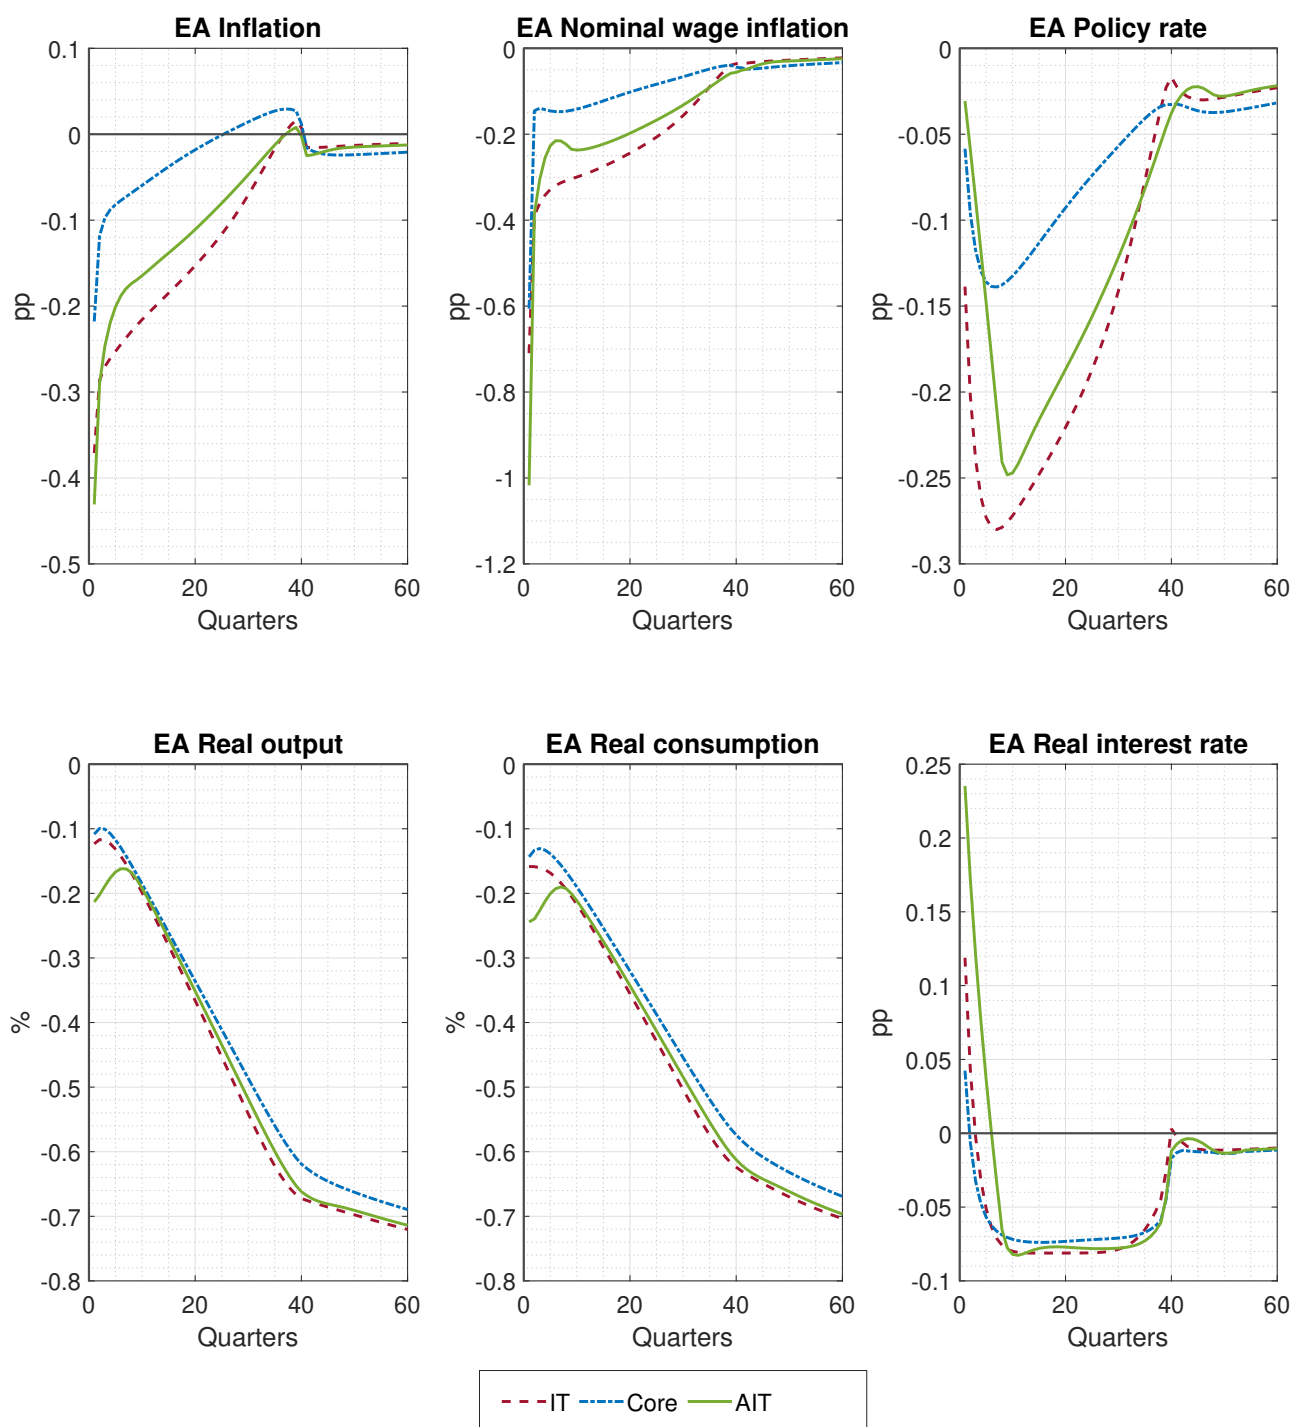 EA Inflation
0.1
0
-0.1
-0.2
-0.3
-0.4
-0.5
pp
0 20 40 60
Quarters
EA Nominal wage inflation
0
-0.2
-0.4
-0.6
-0.8
-1
-1.2
pp
0 20 40 60
Quarters
EA Policy rate
0
-0.05
-0.1
-0.15
-0.2
-0.25
-0.3
pp
0 20 40 60
Quarters
EA Real output
0
-0.1
-0.2
-0.3
-0.4
-0.5
-0.6
-0.7
-0.8
%
0 20 40 60
Quarters
EA Real consumption
0
-0.1
-0.2
-0.3
-0.4
-0.5
-0.6
-0.7
-0.8
%
0 20 40 60
Quarters
EA Real interest rate
0.25
0.2
0.15
0.1
0.05
0
-0.05
-0.1
pp
0 20 40 60
Quarters
IT Core AIT